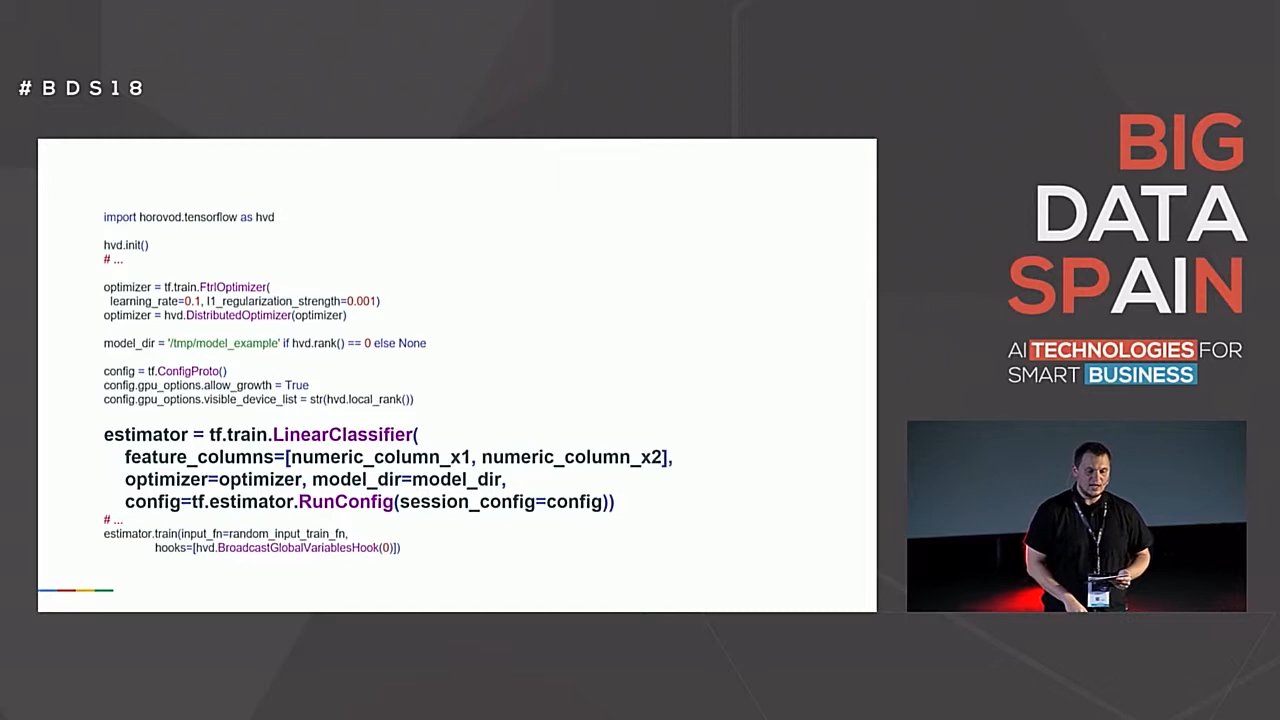 #BDS18
import horovod.tensorflow as hvd
hvd.init()
# ...
optimizer = tf.train.FtrlOptimizer(
learning_rate=0.1, l1_regularization_strength=0.001)
optimizer = hvd.DistributedOptimizer(optimizer)
model_dir = '/tmp/model_example' if hvd.rank() == 0 else None
config = tf.ConfigProto()
config.gpu_options.allow_growth = True
config.gpu_options.visible_device_list = str(hvd.local_rank())
estimator = tf.train.LinearClassifier(
feature_columns=[numeric_column_x1, numeric_column_x2],
optimizer=optimizer, model_dir=model_dir,
config=tf.estimator.RunConfig(session_config=config))
# ...
estimator.train(input_fn=random_input_train_fn,
hooks=[hvd.BroadcastGlobalVariablesHook(0)])
BIG
DATA
SPAIN
AI TECHNOLOGIES FOR
SMART BUSINESS